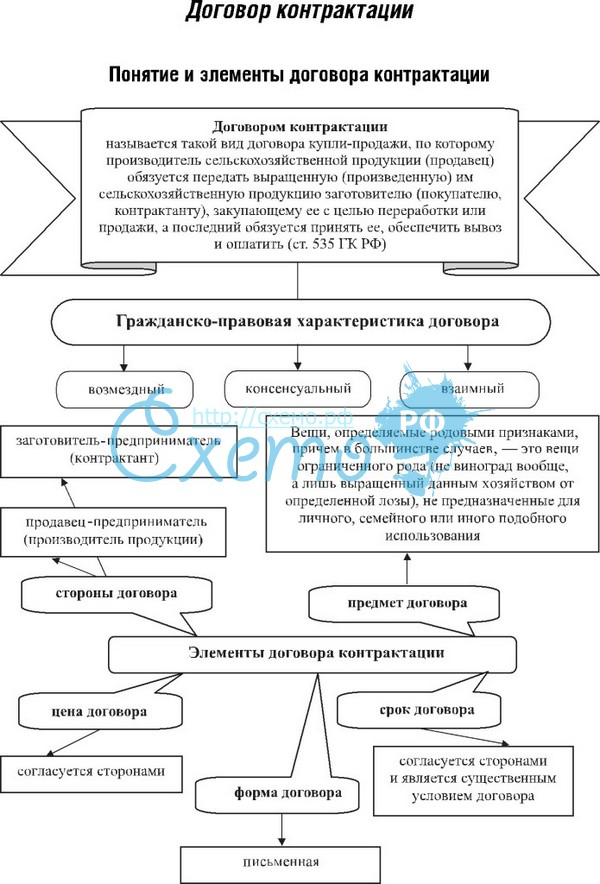 Договор контрактации
Понятие и элементы договора контрактации
Договором контрактации
называется такой вид договора купли-продажи, по которому
производитель сельскохозяйственной продукции (продавец)
обязуется передать выращенную (произведенную) им
сельскохозяйственную продукцию заготовителю (покупателю,
контрактанту), закупающему ее с целью переработки или
продажи, а последний обязуется принять ее, обеспечить вывоз
и оплатить (ст. 535 ГК РФ)
Гражданско-правовая характеристика договора
возмездный
консенсуальный
взаимный
http://схемо.рф
Схемо
РФ
заготовитель-предприниматель
(контрактант)
Вещи, определяемые родовыми признаками,
причем в большинстве случаев, — это вещи
ограниченного рода (не виноград вообще,
а лишь выращенный данным хозяйством от
определенной лозы), не предназначенные для
личного, семейного или иного подобного
использования
продавец-предприниматель
(производитель продукции)
стороны договора
предмет договора
Элементы договора контрактации
цена договора
срок договора
согласуется сторонами
согласуется сторонами
и является существенным
условием договора
форма договора
письменная